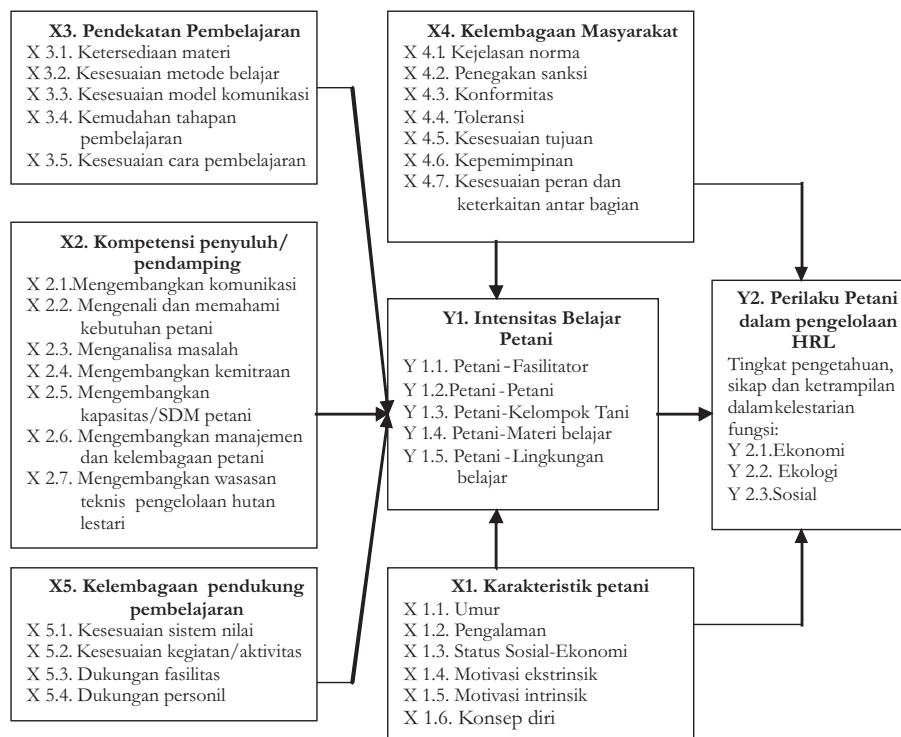 X3. Pendekatan Pembelajaran
X 3.1. Ketersediaan materi
X 3.2. Kesesuaian metode belajar
X 3.3. Kesesuaian model komunikasi
X 3.4. Kemudahan tahapan
pembelajaran
X 3.5. Kesesuaian cara pembelajaran
X4. Kelembagaan Masyarakat
X 4.1. Kejelasan norma
X 4.2. Penegakan sanksi
X 4.3. Konformitas
X 4.4. Toleransi
X 4.5. Kesesuaian tujuan
X 4.6. Kepemimpinan
X 4.7. Kesesuaian peran dan
keterkaitan antar bagian
X2. Kompetensi penyuluh/
pendamping
X 2.1.Mengembangkan komunikasi
X 2.2. Mengenali dan memahami
kebutuhan petani
X 2.3. Menganalisa masalah
X 2.4. Mengembangkan kemitraan
X 2.5. Mengembangkan
kapasitas/SDM petani
X 2.6. Mengembangkan manajemen
dan kelembagaan petani
X 2.7. Mengembangkan wasasan
teknis pengelolaan hutan
lestari
Y1. Intensitas Belajar
Petani
Y 1.1. Petani-Fasilitator
Y 1.2.Petani-Petani
Y 1.3. Petani-Kelompok Tani
Y 1.4. Petani-Materi belajar
Y 1.5. Petani-Lingkungan
belajar
Y2. Perilaku Petani
dalam pengelolaan
HRL
Tingkat pengetahuan,
sikap dan ketrampilan
dalamkelestarian
fungsi:
Y 2.1.Ekonomi
Y 2.2. Ekologi
Y 2.3.Sosial
X5. Kelembagaan pendukung
pembelajaran
X 5.1. Kesesuaian sistem nilai
X 5.2. Kesesuaian kegiatan/aktivitas
X 5.3. Dukungan fasilitas
X 5.4. Dukungan personil
X1. Karakteristik petani
X 1.1. Umur
X 1.2. Pengalaman
X 1.3. Status Sosial-Ekonomi
X 1.4. Motivasi ekstrinsik
X 1.5. Motivasi intrinsik
X 1.6. Konsep diri